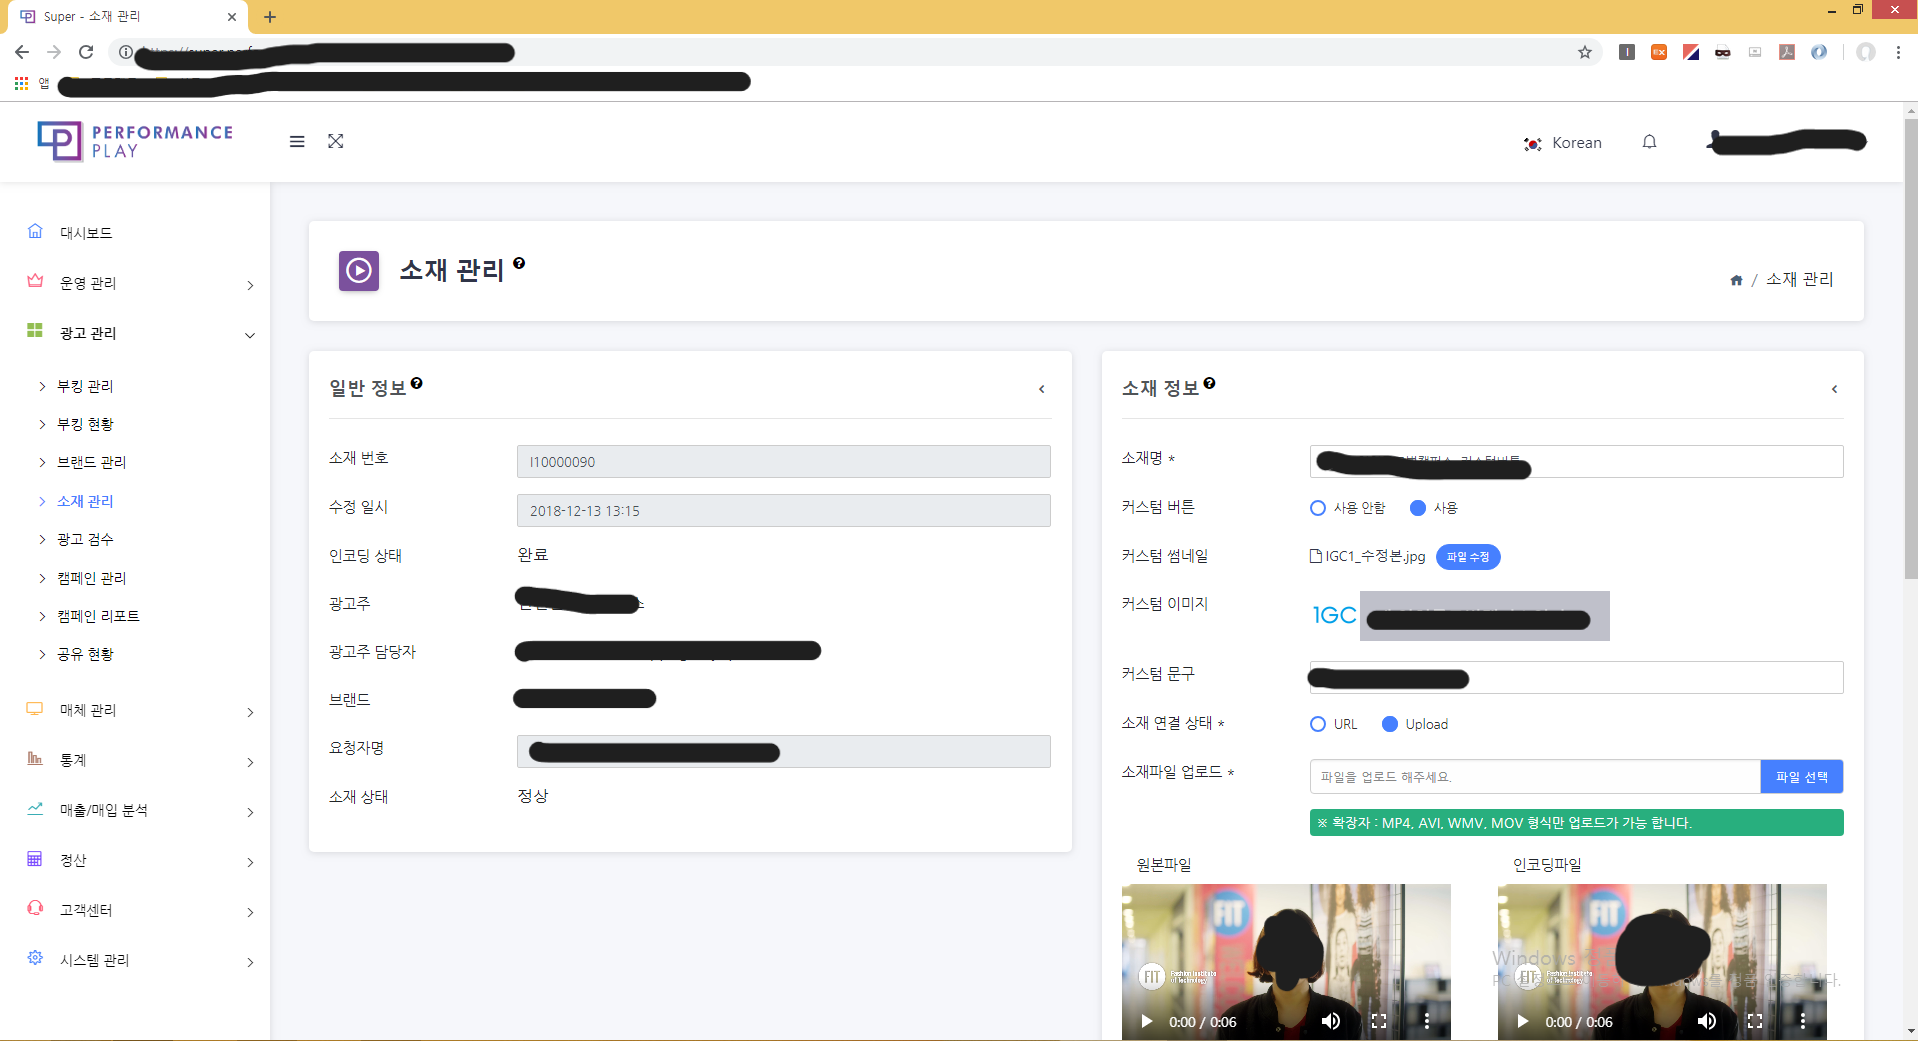 Super - 소재 관리
앱
PERFORMANCE
PLAY
Korean
대시보드
운영 관리
광고 관리
부킹 관리
부킹 현황
브랜드 관리
소재 관리
광고 검수
캠페인 관리
캠페인 리포트
공유 현황
매체 관리
통계
매출/매입 분석
정산
고객센터
시스템 관리
소재 관리
/ 소재 관리
일반 정보
소재 번호 I10000090
수정 일시 2018-12-13 13:15
인코딩 상태 완료
광고주
광고주 담당자
브랜드
요청자명
소재 상태 정상
소재 정보
소재명 *
커스텀 버튼 사용 안함 사용
커스텀 썸네일 IGC1_수정본.jpg 파일 수정
커스텀 이미지 IGC
커스텀 문구
소재 연결 상태 * URL Upload
소재파일 업로드 * 파일을 업로드 해주세요. 파일 선택
※ 확장자 : MP4, AVI, WMV, MOV 형식만 업로드가 가능 합니다.
원본파일 인코딩파일
FIT FIT
FIT Fashion Institute
of Technology
FIT Fashion Institute
of Technology
Windows
0:00 / 0:06 0:00 / 0:06